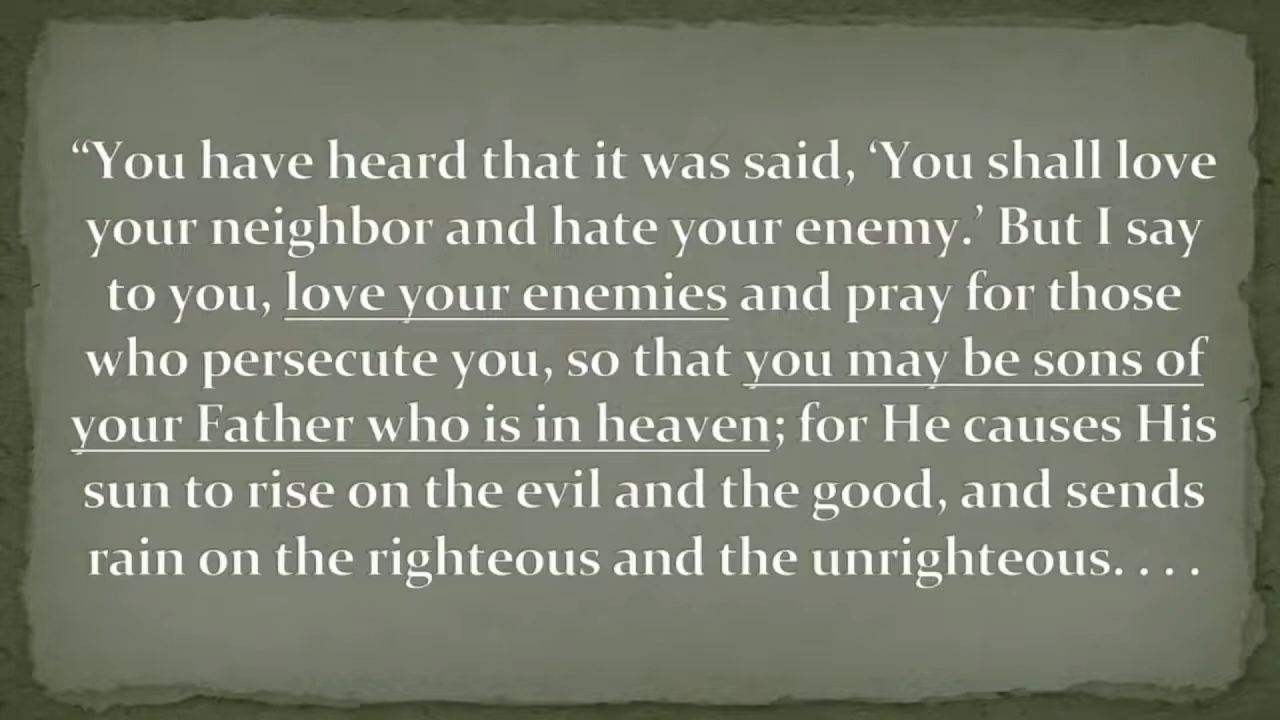 “You have heard that it was said, ‘You shall love
your neighbor and hate your enemy.’ But I say
to you, love your enemies and pray for those
who persecute you, so that you may be sons of
your Father who is in heaven; for He causes His
sun to rise on the evil and the good, and sends
rain on the righteous and the unrighteous. . . .